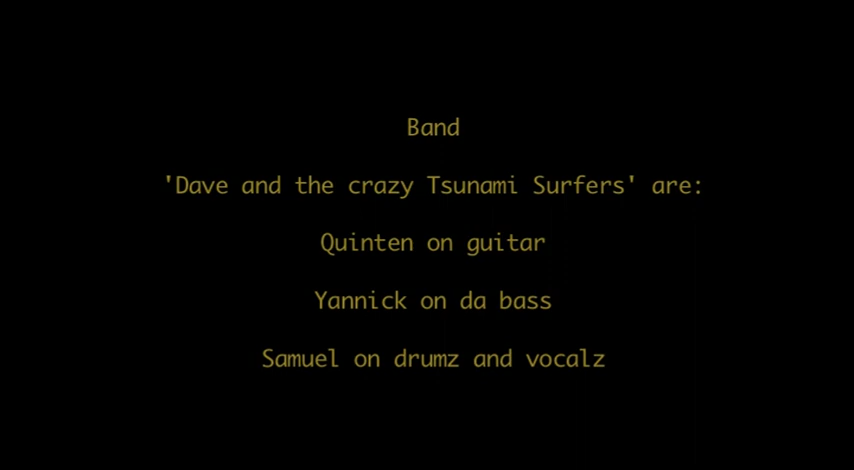 Band
'Dave and the crazy Tsunami Surfers' are:
Quinten on guitar
Yannick on da bass
Samuel on drumz and vocalz